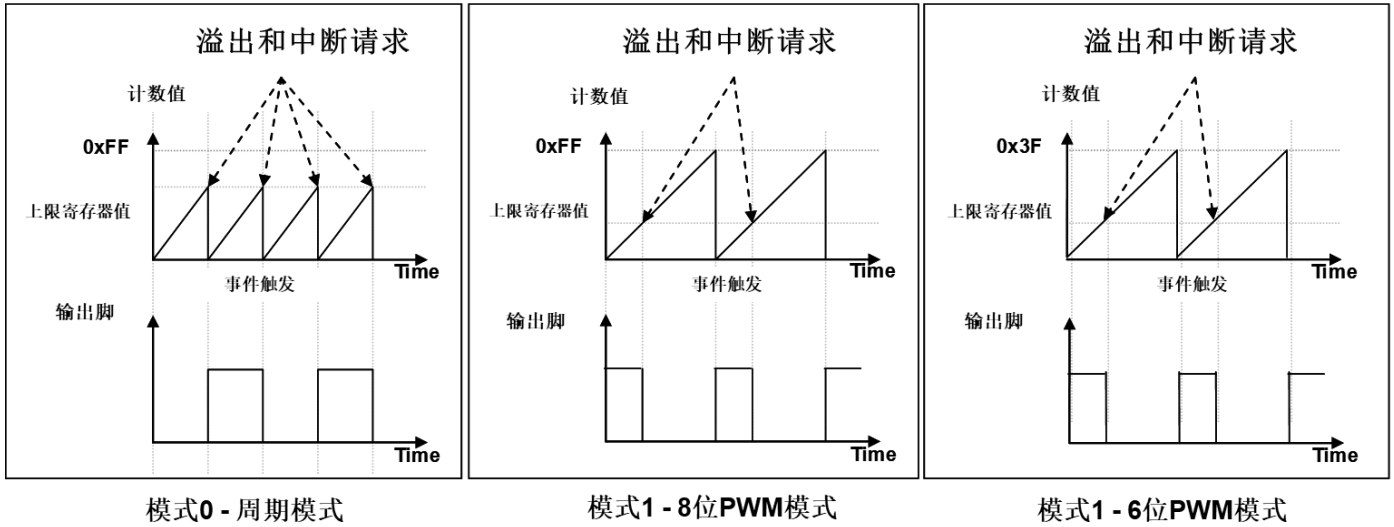 溢出和中断请求
计数值
0xFF
上限寄存器值
Time
事件触发
输出脚
Time
模式0 - 周期模式
溢出和中断请求
计数值
0xFF
上限寄存器值
Time
事件触发
输出脚
Time
模式1 - 8位PWM模式
溢出和中断请求
计数值
0x3F
上限寄存器值
Time
事件触发
输出脚
Time
模式1 - 6位PWM模式